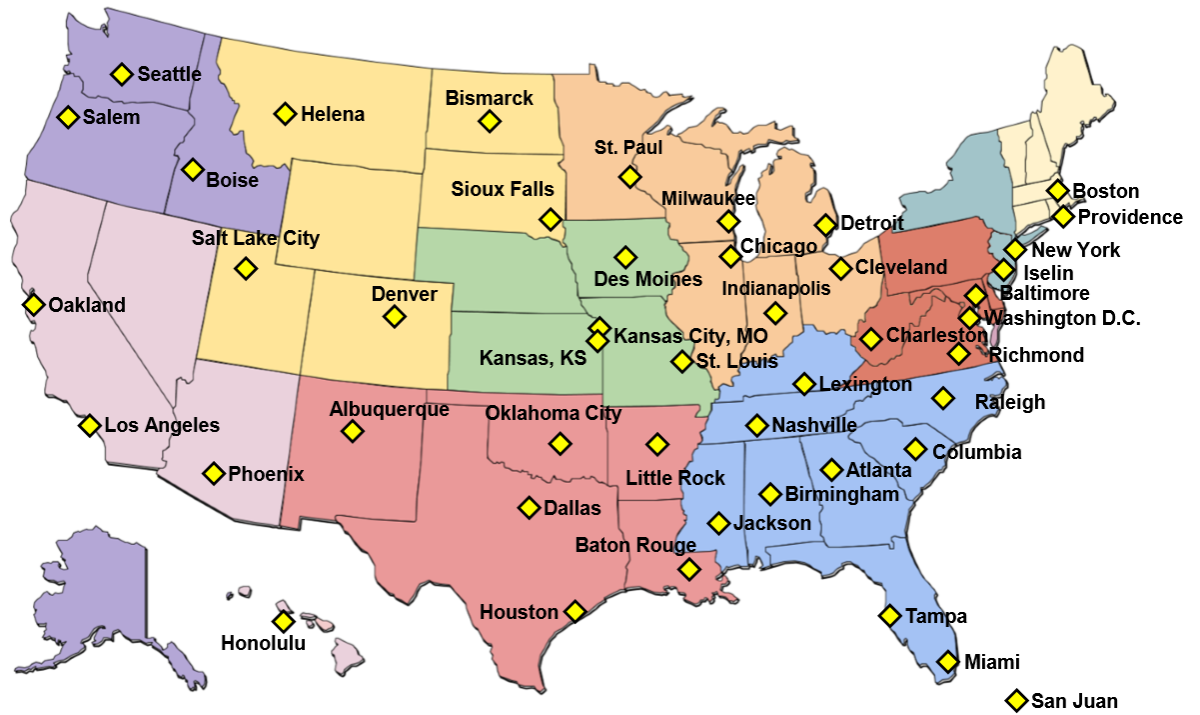 Seattle
Salem
Helena
Bismarck
St. Paul
Boise
Sioux Falls
Milwaukee
Boston
Providence
Detroit
Salt Lake City
Chicago
New York
Cleveland
Iselin
Des Moines
Indianapolis
Denver
Baltimore
Oakland
Washington D.C.
Kansas City, MO
Charleston
Kansas, KS
St. Louis
Richmond
Lexington
Albuquerque
Oklahoma City
Raleigh
Los Angeles
Nashville
Columbia
Phoenix
Little Rock
Atlanta
Birmingham
Dallas
Jackson
Baton Rouge
Houston
Tampa
Honolulu
Miami
San Juan